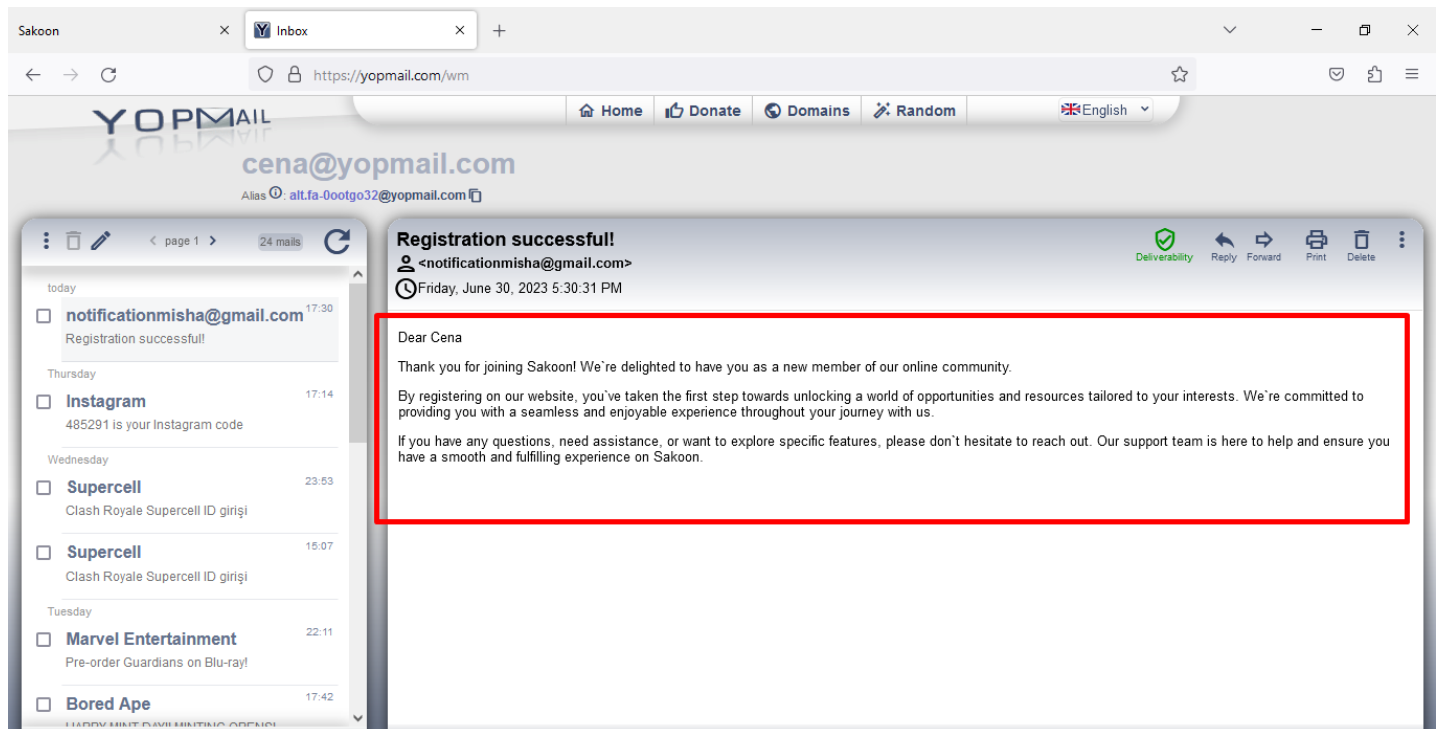 Sakoon
Inbox
https://yopmail.com/wm
YOPMAIL
Home Donate Domains Random English
cena@yopmail.com
Alias : alt.fa-0ootgo32@yopmail.com
page 1 24 mails
today
notificationmisha@gmail.com 17:30
Registration successful!
Thursday
Instagram 17:14
485291 is your Instagram code
Wednesday
Supercell 23:53
Clash Royale Supercell ID girişi
Supercell 15:07
Clash Royale Supercell ID girişi
Tuesday
Marvel Entertainment 22:11
Pre-order Guardians on Blu-ray!
Bored Ape 17:42
Registration successful!
<notificationmisha@gmail.com>
Friday, June 30, 2023 5:30:31 PM
Deliverability Reply Forward Print Delete
Dear Cena
Thank you for joining Sakoon! We`re delighted to have you as a new member of our online community.
By registering on our website, you`ve taken the first step towards unlocking a world of opportunities and resources tailored to your interests. We`re committed to
providing you with a seamless and enjoyable experience throughout your journey with us.
If you have any questions, need assistance, or want to explore specific features, please don`t hesitate to reach out. Our support team is here to help and ensure you
have a smooth and fulfilling experience on Sakoon.